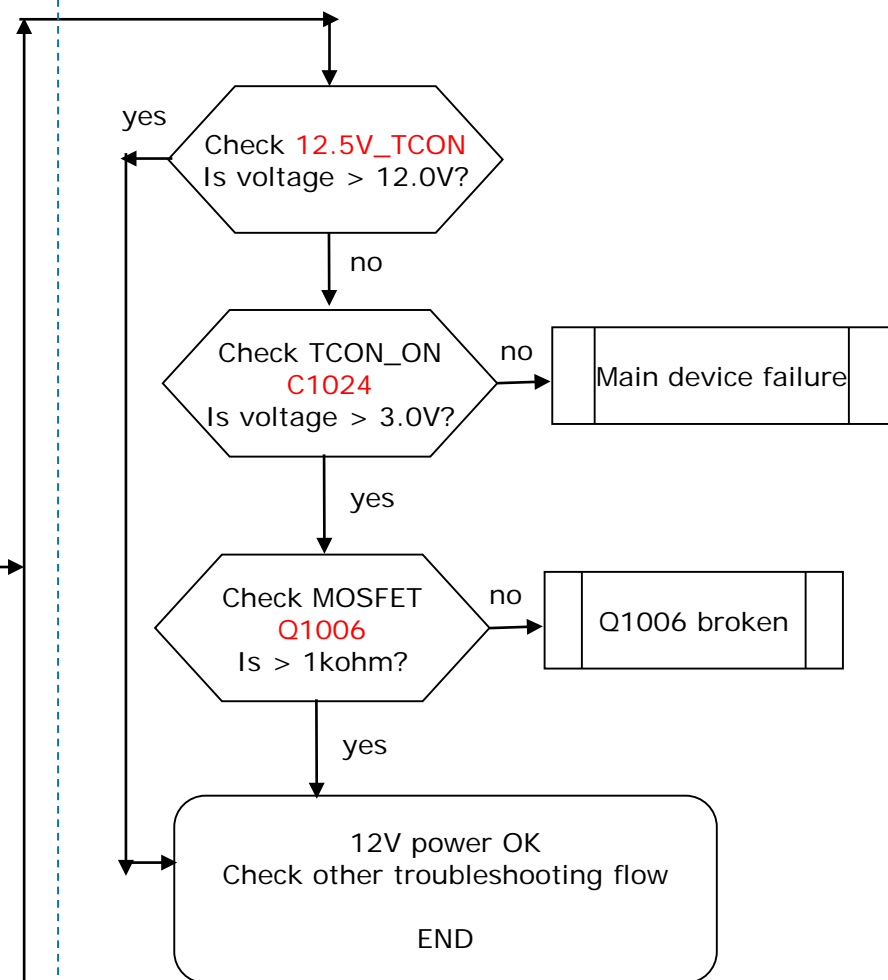 yes
Check 12.5V_TCON
Is voltage > 12.0V?
no
Check TCON_ON
C1024
Is voltage > 3.0V?
no
Main device failure
yes
Check MOSFET
Q1006
Is > 1kohm?
no
Q1006 broken
yes
12V power OK
Check other troubleshooting flow
END